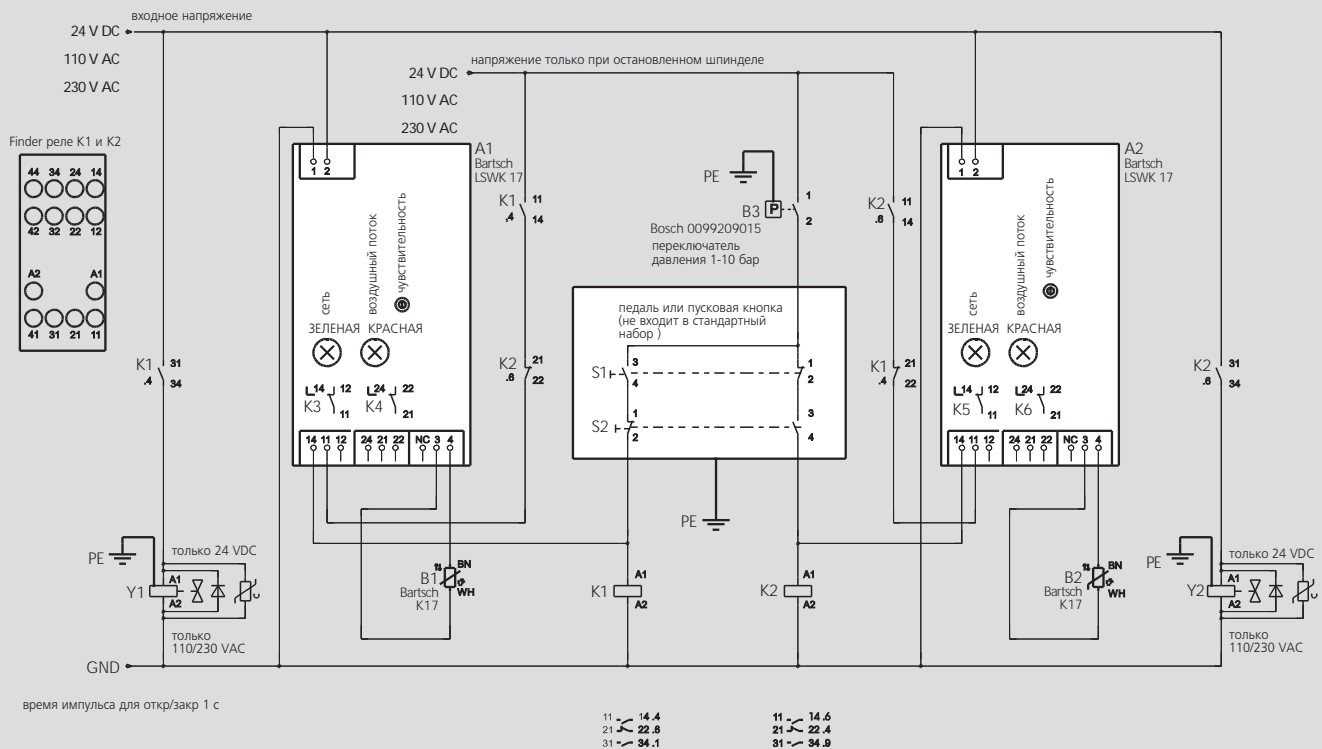 входное напряжение
24 V DC
110 V AC
230 V AC
напряжение только при остановленном шпинделе
24 V DC
110 V AC
230 V AC
Finder реле K1 и K2
44 34 24 14
42 32 22 12
A2 A1
41 31 21 11
K1
.4
31
34
1 2
A1
Bartsch
LSWK 17
сеть
воздушный поток
чувствительность
ЗЕЛЕНАЯ КРАСНАЯ
14 12
K3 11
24 22
K4 21
14 11 12 24 21 22 NC 3 4
K1 11
.4 14
K2 21
.6 22
PE
B3 P
1
2
Bosch 0099209015
переключатель
давления 1-10 бар
педаль или пусковая кнопка
(не входит в стандартный
набор )
S1
3
4
1
2
S2
1
2
3
4
PE
K2 11
.6 14
K1 21
.4 22
1 2
A2
Bartsch
LSWK 17
сеть
воздушный поток
чувствительность
ЗЕЛЕНАЯ КРАСНАЯ
14 12
K5 11
24 22
K6 21
14 11 12 24 21 22 NC 3 4
K2 31
.6 34
PE
только 24 VDC
Y1
A1
A2
U
только
110/230 VAC
B1
Bartsch
K17
BN
WH
K1
A1
A2
K2
A1
A2
B2
Bartsch
K17
BN
WH
PE
только 24 VDC
Y2
A1
A2
U
только
110/230 VAC
GND
время импульса для откр/закр 1 с
11 14 .4
21 22 .6
31 34 .1
11 14 .6
21 22 .4
31 34 .9